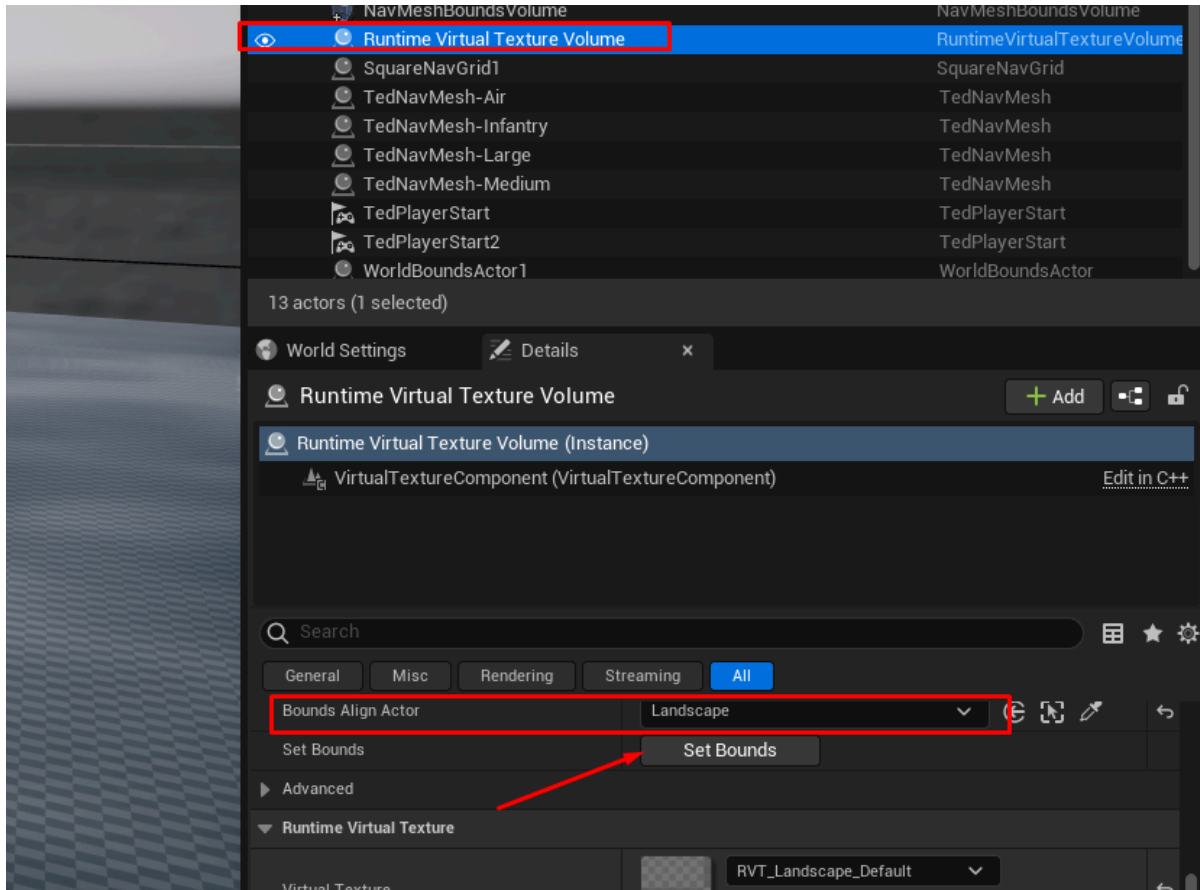 NavMeshBoundsVolume NavMeshBoundsVolume
Runtime Virtual Texture Volume RuntimeVirtualTextureVolume
SquareNavGrid1 SquareNavGrid
TedNavMesh-Air TedNavMesh
TedNavMesh-Infantry TedNavMesh
TedNavMesh-Large TedNavMesh
TedNavMesh-Medium TedNavMesh
TedPlayerStart TedPlayerStart
TedPlayerStart2 TedPlayerStart
WorldBoundsActor1 WorldBoundsActor
13 actors (1 selected)
World Settings Details
Runtime Virtual Texture Volume Add
Runtime Virtual Texture Volume (Instance)
VirtualTextureComponent (VirtualTextureComponent) Edit in C++
Search
General Misc Rendering Streaming All
Bounds Align Actor Landscape
Set Bounds Set Bounds
Advanced
Runtime Virtual Texture
RVT_Landscape_Default
Virtual Texture